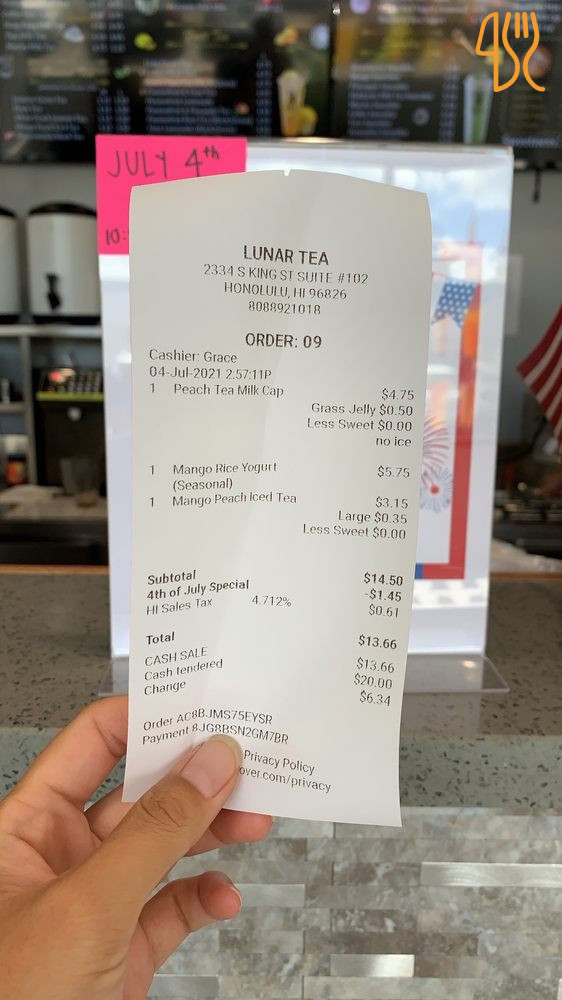 JULY 4th
10:
LUNAR TEA
2334 S KING ST SUITE #102
HONOLULU, HI 96826
8088921018
ORDER: 09
Cashier: Grace
04-Jul-2021 2:57:11P
1 Peach Tea Milk Cap $4.75
Grass Jelly $0.50
Less Sweet $0.00
no ice
1 Mango Rice Yogurt $5.75
(Seasonal)
1 Mango Peach Iced Tea $3.15
Large $0.35
Less Sweet $0.00
Subtotal $14.50
4th of July Special -$1.45
HI Sales Tax 4.712% $0.61
Total $13.66
CASH SALE $13.66
Cash tendered $20.00
Change $6.34
Order AC8BJMS75EYSR
Payment 8JG8BSN2GM7BR
Privacy Policy
over.com/privacy